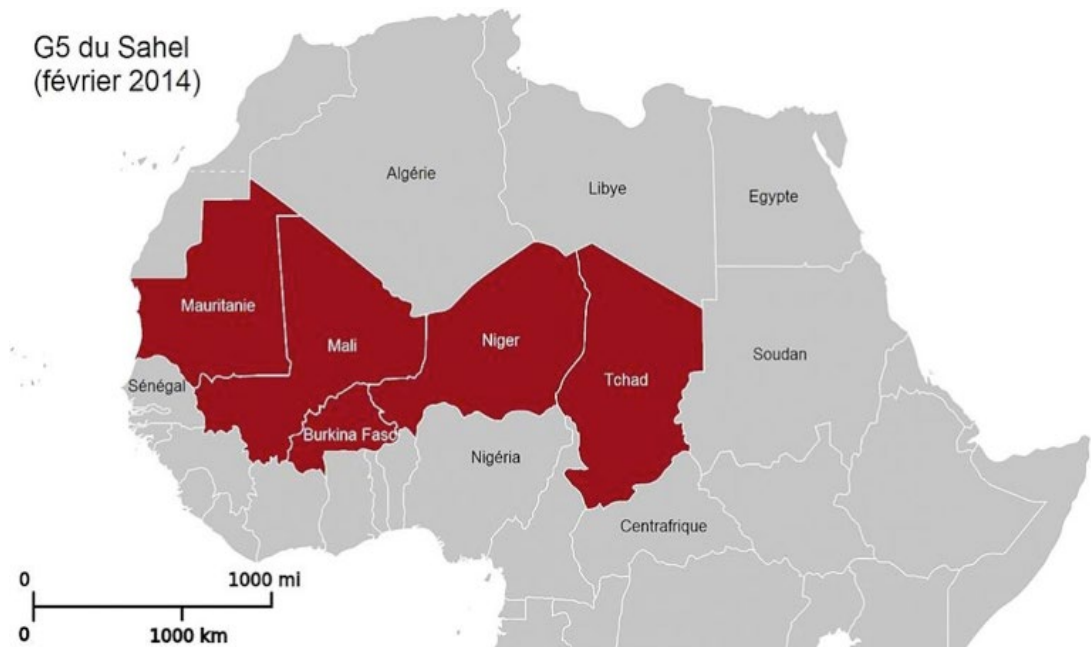 G5 du Sahel
(février 2014)
Algérie
Libye
Egypte
Mauritanie
Mali
Niger
Tchad
Soudan
Sénégal
Burkina Faso
Nigéria
Centrafrique
0 1000 mi
0 1000 km